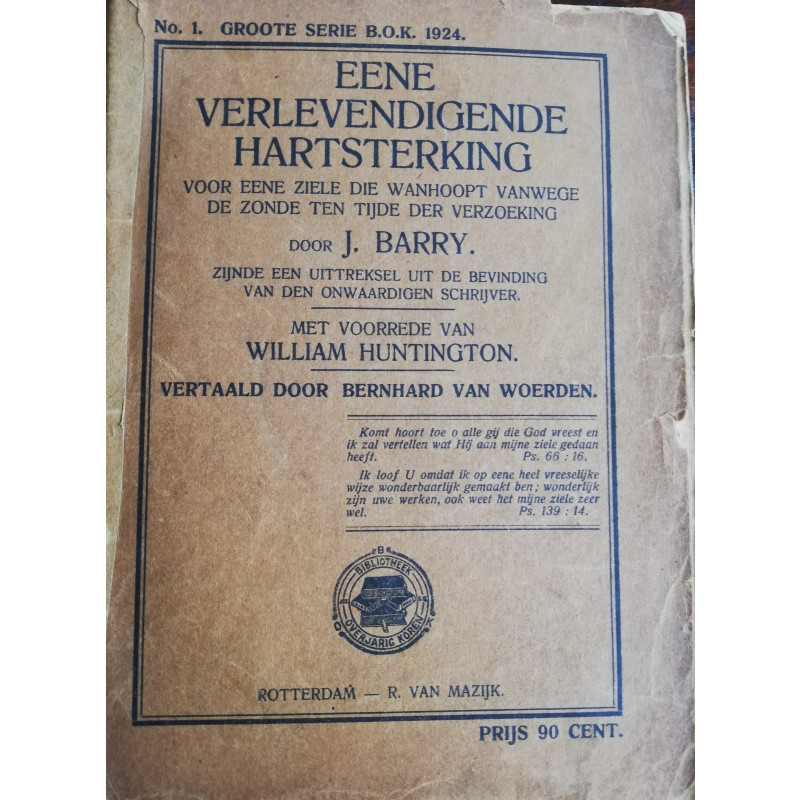 No. 1. GROOTE SERIE B.O.K. 1924.
EENE
VERLEVENDIGENDE
HARTSTERKING
VOOR EENE ZIELE DIE WANHOOPT VANWEGE
DE ZONDE TEN TIJDE DER VERZOEKING
DOOR J. BARRY.
ZIJNDE EEN UITTREKSEL UIT DE BEVINDING
VAN DEN ONWAARDIGEN SCHRIJVER.
MET VOORREDE VAN
WILLIAM HUNTINGTON.
VERTAALD DOOR BERNHARD VAN WOERDEN.
Komt hoort toe o alle gij die God vreest en
ik zal vertellen wat Hij aan mijne ziele gedaan
heeft. Ps. 66 : 16.
Ik loof U omdat ik op eene heel vreeselijke
wijze wonderbaarlijk gemaakt ben; wonderlijk
zijn uwe werken, ook weet het mijne ziele zeer
wel. Ps. 139 : 14.
B
BIBLIOTHEEK
OVERJARIG KOREN
O K
ROTTERDAM — R. VAN MAZIJK.
PRIJS 90 CENT.